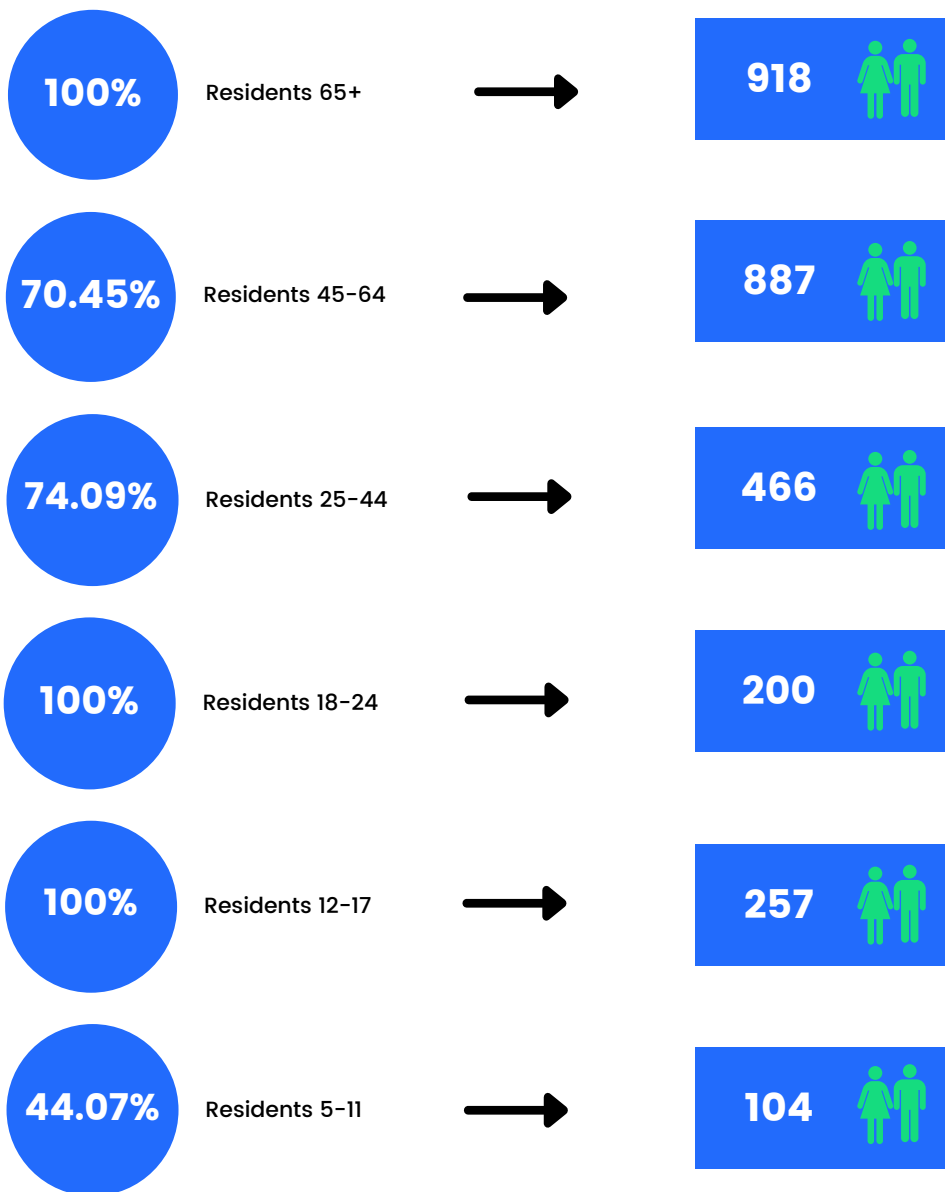 100% Residents 65+ 918
70.45% Residents 45-64 887
74.09% Residents 25-44 466
100% Residents 18-24 200
100% Residents 12-17 257
44.07% Residents 5-11 104